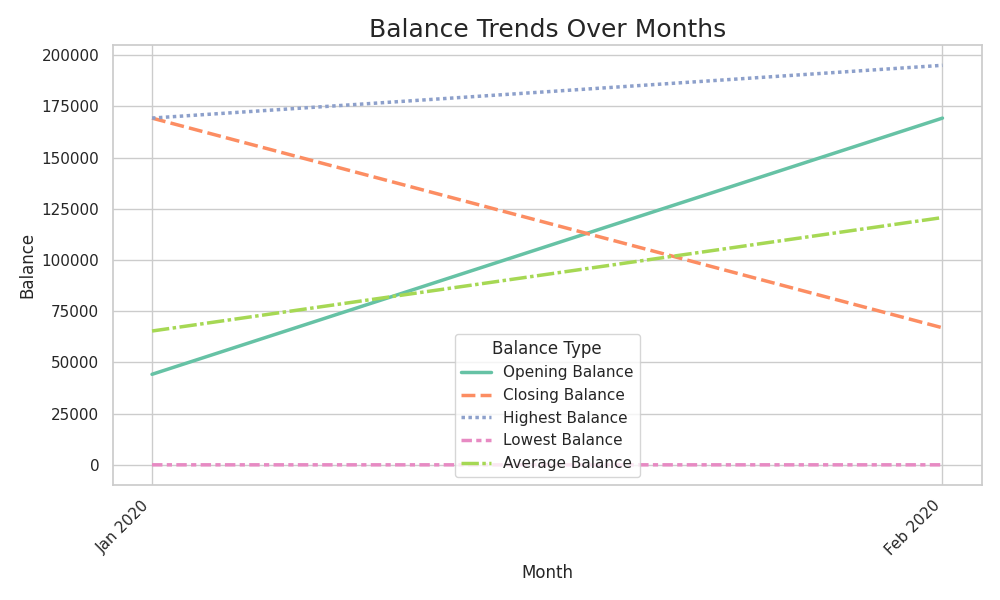 Balance Trends Over Months
200000
175000
150000
125000
100000
75000
50000
25000
0
Balance
Balance Type
Opening Balance
Closing Balance
Highest Balance
Lowest Balance
Average Balance
Jan 2020
Feb 2020
Month